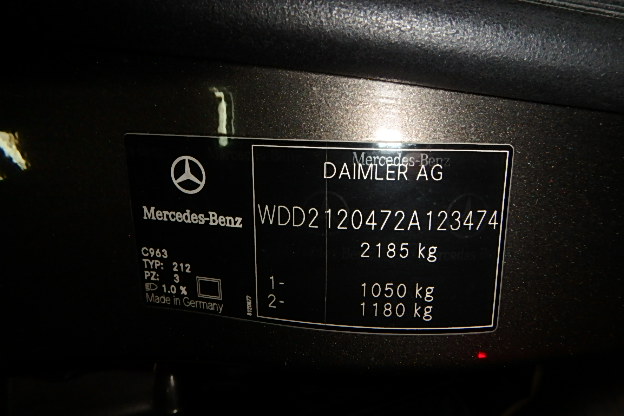 Mercedes-Benz
DAIMLER AG
WDD2120472A123474
2185 kg
1- 1050 kg
2- 1180 kg
Mercedes-Benz
C963
TYP: 212
PZ: 3
1.0 %
Made in Germany